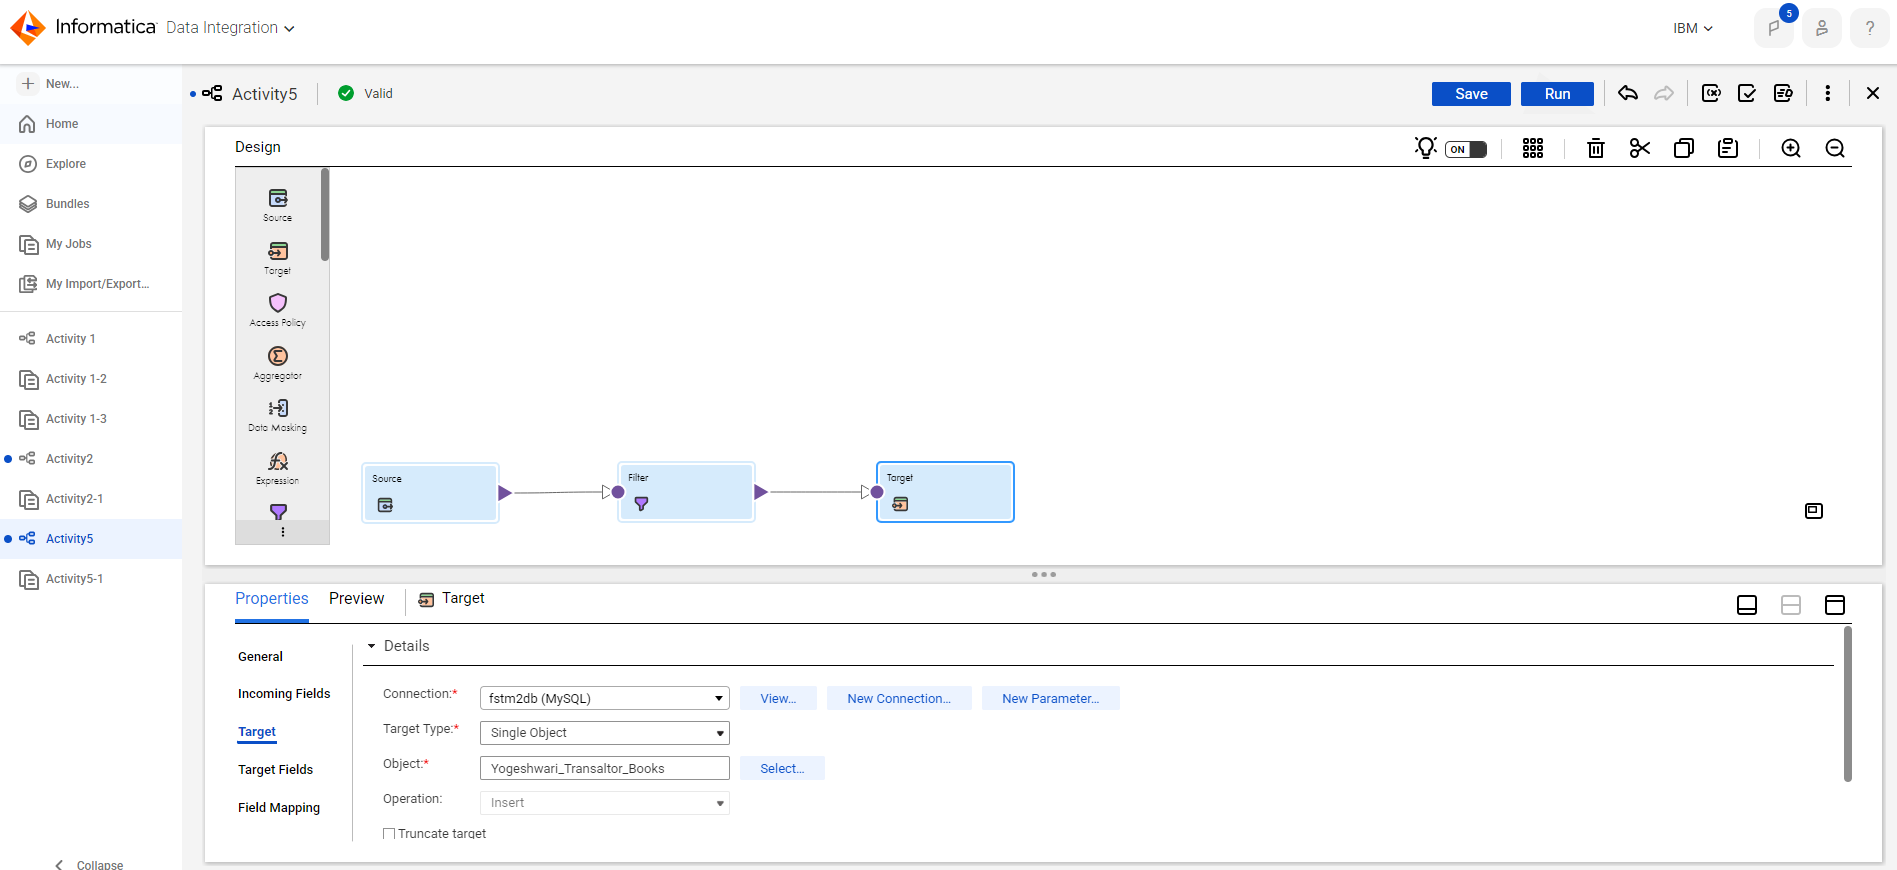 Informatica Data Integration
IBM
5
?
New...
Home
Explore
Bundles
My Jobs
My Import/Export...
Activity 1
Activity 1-2
Activity 1-3
Activity2
Activity2-1
Activity5
Activity5-1
Collapse
Activity5
Valid
Save
Run
Design
ON
Source
Target
Access Policy
Aggregator
Data Masking
Expression
Source
Filter
Target
Properties
Preview
Target
General
Incoming Fields
Target
Target Fields
Field Mapping
Details
Connection:* fstm2db (MySQL) View... New Connection... New Parameter...
Target Type:* Single Object
Object:* Yogeshwari_Transaltor_Books Select...
Operation: Insert
Truncate target